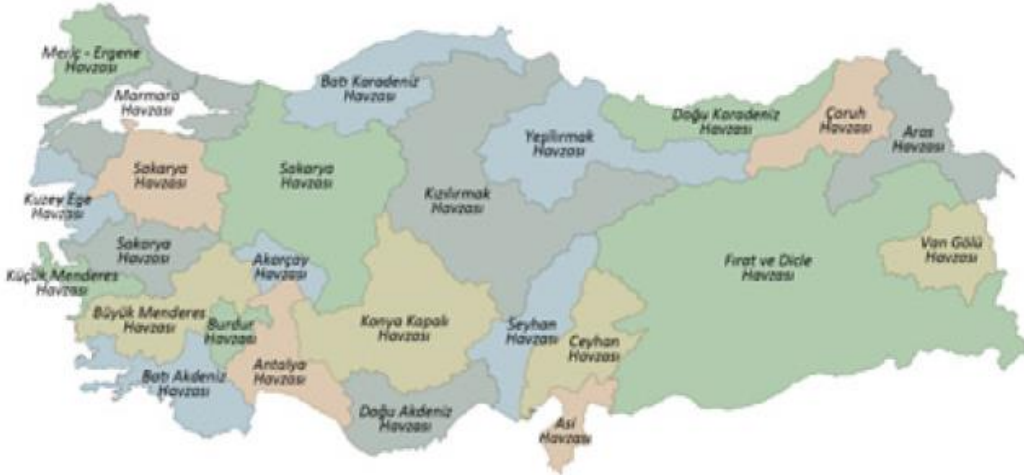 Meriç - Ergene
Havzası
Marmara
Havzası
Batı Karadeniz
Havzası
Doğu Karadeniz
Havzası
Çoruh
Havzası
Aras
Havzası
Yeşilırmak
Havzası
Sakarya
Havzası
Sakarya
Havzası
Kızılırmak
Havzası
Kuzey Ege
Havzası
Sakarya
Havzası
Akarçay
Havzası
Fırat ve Dicle
Havzası
Van Gölü
Havzası
Küçük Menderes
Havzası
Büyük Menderes
Havzası
Burdur
Havzası
Konya Kapalı
Havzası
Seyhan
Havzası
Ceyhan
Havzası
Antalya
Havzası
Batı Akdeniz
Havzası
Doğu Akdeniz
Havzası
Asi
Havzası